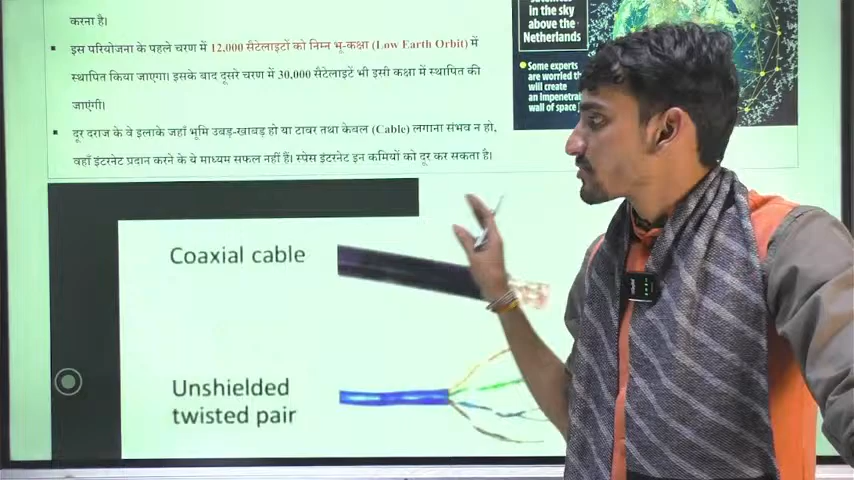 करना है।
▪ इस परियोजना के पहले चरण में 12,000 सैटेलाइटों को निम्न भू-कक्षा (Low Earth Orbit) में
स्थापित किया जाएगा। इसके बाद दूसरे चरण में 30,000 सैटेलाइटें भी इसी कक्षा में स्थापित की
जाएंगी।
▪ दूर दराज के वे इलाके जहाँ भूमि उबड़-खाबड़ हो या टावर तथा केबल (Cable) लगाना संभव न हो,
वहाँ इंटरनेट प्रदान करने के ये माध्यम सफल नहीं हैं। स्पेस इंटरनेट इन कमियों को दूर कर सकता है।
in the sky
above the
Netherlands
Some experts
are worried
will create
wall of space
Coaxial cable
Unshielded
twisted pair